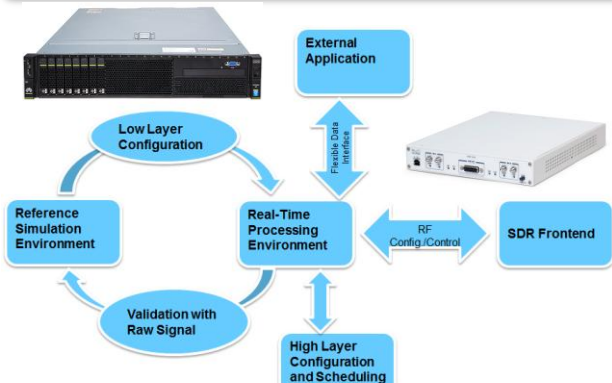 External
Application
Low Layer
Configuration
Flexible Data
Interface
Reference
Simulation
Environment
Real-Time
Processing
Environment
RF
Config./Control
SDR Frontend
Validation with
Raw Signal
High Layer
Configuration
and Scheduling